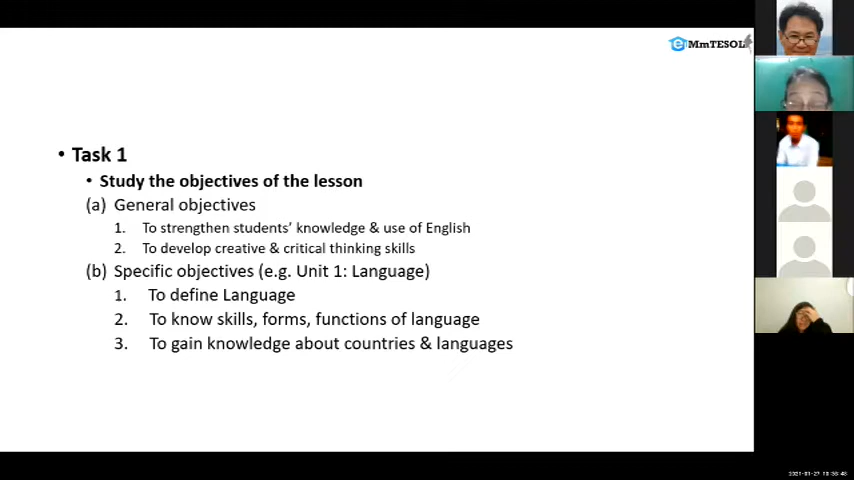 MmTESOL
• Task 1
• Study the objectives of the lesson
(a) General objectives
1. To strengthen students’ knowledge & use of English
2. To develop creative & critical thinking skills
(b) Specific objectives (e.g. Unit 1: Language)
1. To define Language
2. To know skills, forms, functions of language
3. To gain knowledge about countries & languages